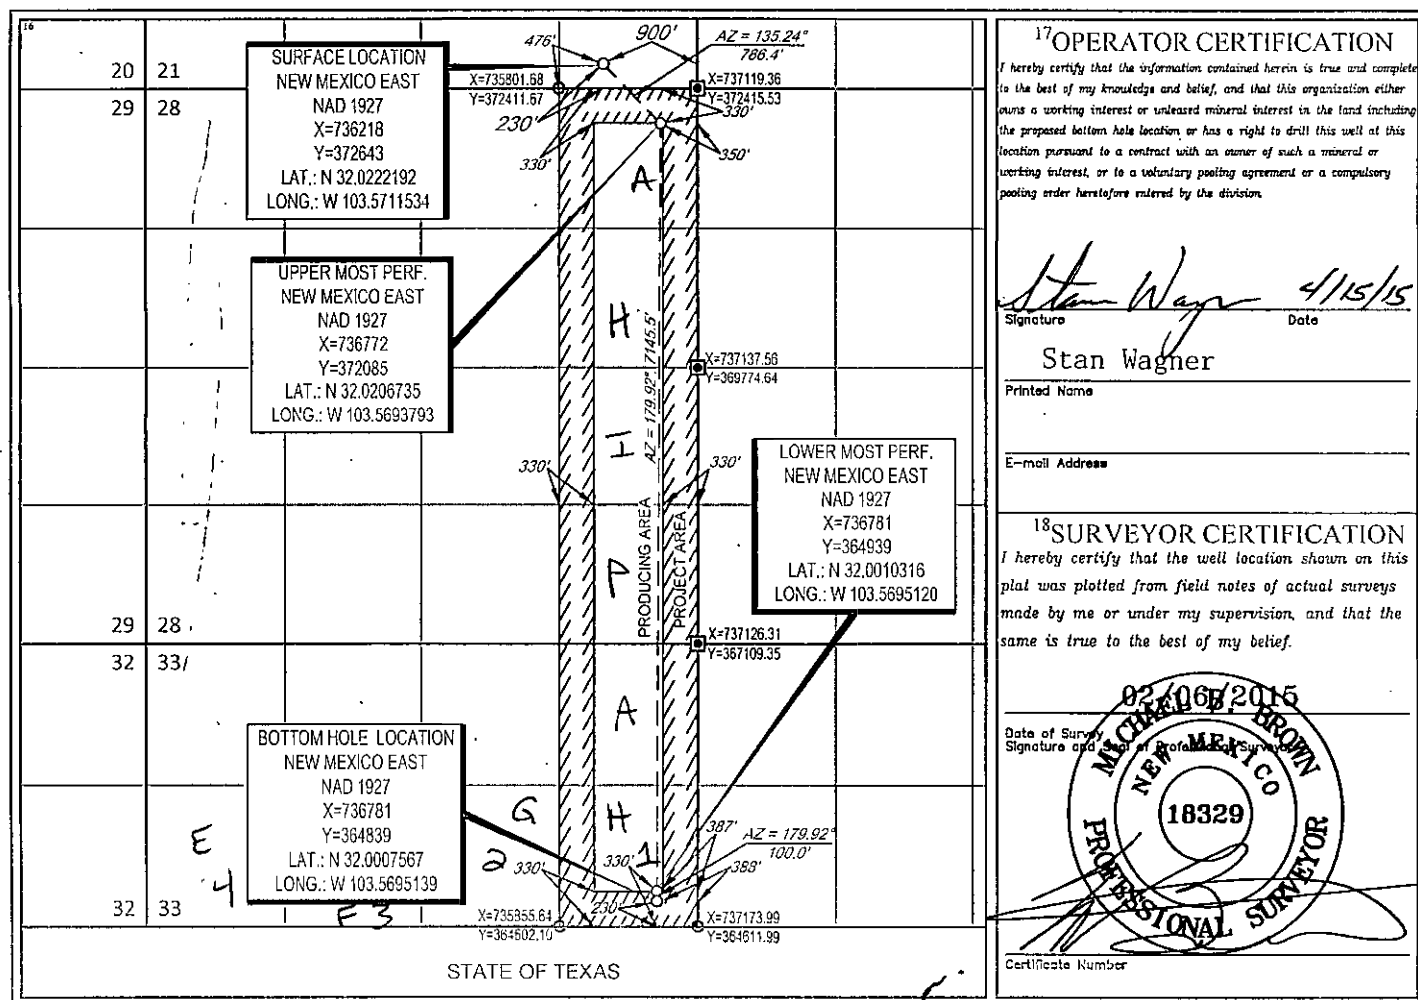 16
20 21
29 28
SURFACE LOCATION
NEW MEXICO EAST
NAD 1927
X=736218
Y=372643
LAT.: N 32.0222192
LONG.: W 103.5711534
476'
900'
AZ = 135.24°
786.4'
X=735801.68
Y=372411.67
X=737119.36
Y=372415.53
230'
330'
330'
350'
A
UPPER MOST PERF.
NEW MEXICO EAST
NAD 1927
X=736772
Y=372085
LAT.: N 32.0206735
LONG.: W 103.5693793
H
AZ = 179.92° 7145.5'
X=737137.56
Y=369774.64
I
330'
330'
PRODUCING AREA
PROJECT AREA
P
LOWER MOST PERF.
NEW MEXICO EAST
NAD 1927
X=736781
Y=364939
LAT.: N 32.0010316
LONG.: W 103.5695120
29 28
32 33
X=737126.31
Y=367109.35
A
BOTTOM HOLE LOCATION
NEW MEXICO EAST
NAD 1927
X=736781
Y=364839
LAT.: N 32.0007567
LONG.: W 103.5695139
G
H
E
4
2
1
F 3
387'
AZ = 179.92°
100.0'
330'
330'
388'
230'
32 33
X=735855.64
Y=364602.10
X=737173.99
Y=364611.99
STATE OF TEXAS
17 OPERATOR CERTIFICATION
I hereby certify that the information contained herein is true and complete
to the best of my knowledge and belief, and that this organization either
owns a working interest or unleased mineral interest in the land including
the proposed bottom hole location or has a right to drill this well at this
location pursuant to a contract with an owner of such a mineral or
working interest, or to a voluntary pooling agreement or a compulsory
pooling order heretofore entered by the division.
Stan Wagner 4/15/15
Signature Date
Stan Wagner
Printed Name
E-mail Address
18 SURVEYOR CERTIFICATION
I hereby certify that the well location shown on this
plat was plotted from field notes of actual surveys
made by me or under my supervision, and that the
same is true to the best of my belief.
02/06/2015
Date of Survey
Signature and Seal of Professional Surveyor
MICHAEL B. BROWN
NEW MEXICO
18329
PROFESSIONAL SURVEYOR
Certificate Number